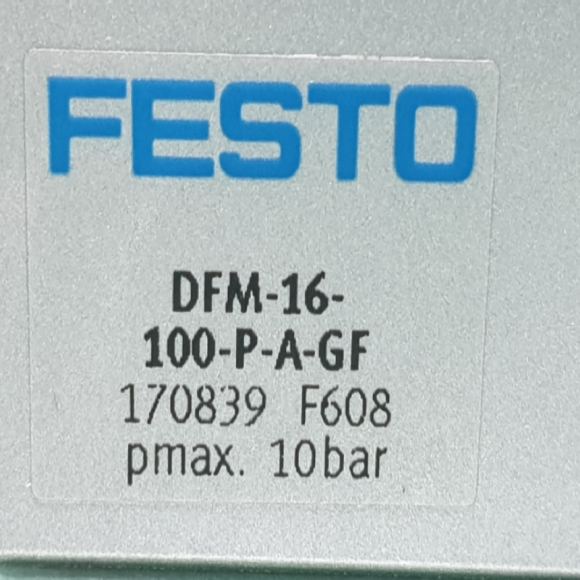 FESTO
DFM-16-
100-P-A-GF
170839 F608
pmax. 10bar